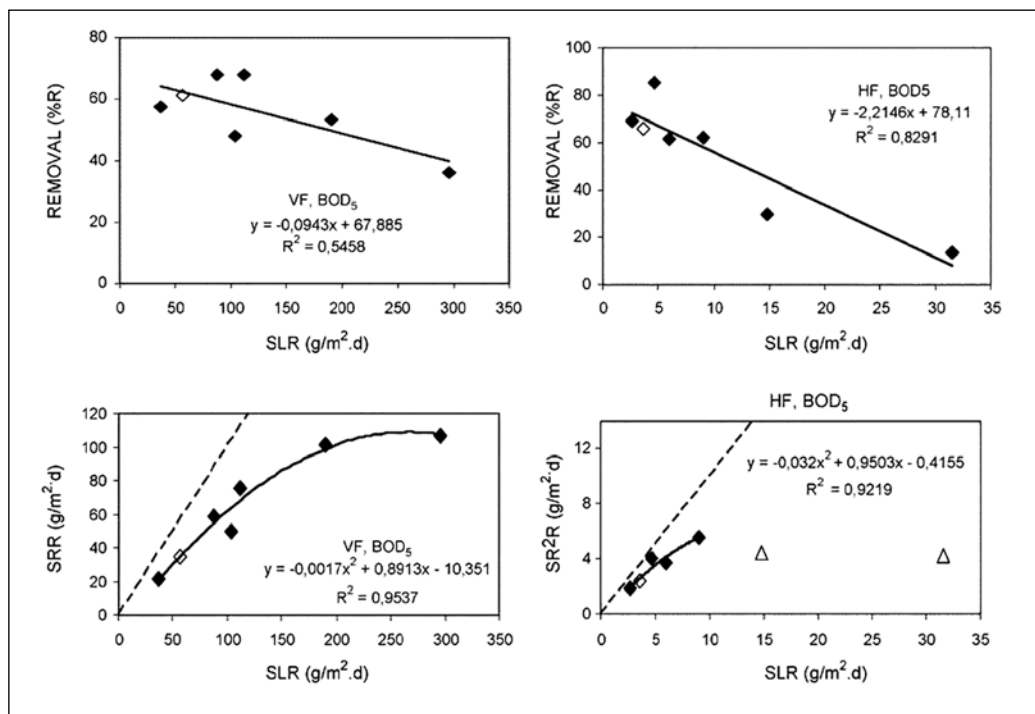 80
60
40
20
0
REMOVAL (%R)
VF, BOD₅
y = -0,0943x + 67,885
R² = 0,5458
0 50 100 150 200 250 300 350
SLR (g/m².d)
100
80
60
40
20
0
REMOVAL (%R)
HF, BOD5
y = -2,2146x + 78,11
R² = 0,8291
0 5 10 15 20 25 30 35
SLR (g/m².d)
120
100
80
60
40
20
0
SRR (g/m²·d)
VF, BOD₅
y = -0,0017x² + 0,8913x - 10,351
R² = 0,9537
0 50 100 150 200 250 300 350
SLR (g/m².d)
HF, BOD₅
12
8
4
0
SR²R (g/m²·d)
y = -0,032x² + 0,9503x - 0,4155
R² = 0,9219
0 5 10 15 20 25 30 35
SLR (g/m².d)